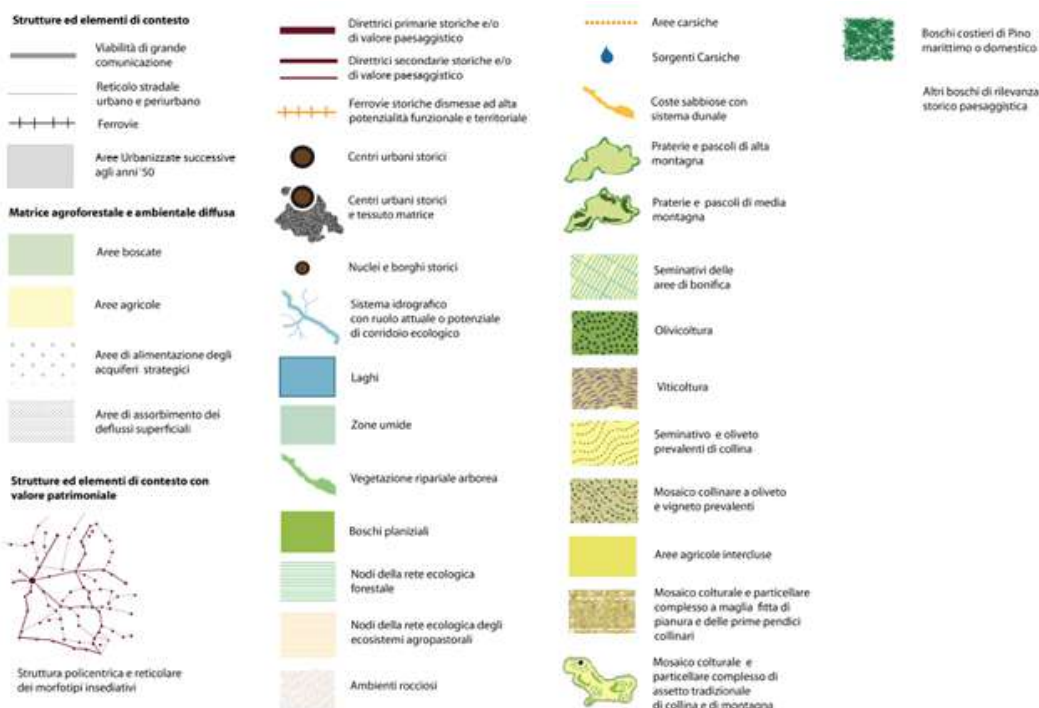 Strutture ed elementi di contesto
Viabilità di grande
comunicazione
Reticolo stradale
urbano e periurbano
Ferrovie
Aree Urbanizzate successive
agli anni '50
Matrice agroforestale e ambientale diffusa
Aree boscate
Aree agricole
Aree di alimentazione degli
acquiferi strategici
Aree di assorbimento dei
deflussi superficiali
Strutture ed elementi di contesto con
valore patrimoniale
Struttura policentrica e reticolare
dei morfotipi insediativi
Direttrici primarie storiche e/o
di valore paesaggistico
Direttrici secondarie storiche e/o
di valore paesaggistico
Ferrovie storiche dismesse ad alta
potenzialità funzionale e territoriale
Centri urbani storici
Centri urbani storici
e tessuto matrice
Nuclei e borghi storici
Sistema idrografico
con ruolo attuale o potenziale
di corridoio ecologico
Laghi
Zone umide
Vegetazione ripariale arborea
Boschi planiziali
Nodi della rete ecologica
forestale
Nodi della rete ecologica degli
ecosistemi agropastorali
Ambienti rocciosi
Aree carsiche
Sorgenti Carsiche
Coste sabbiose con
sistema dunale
Praterie e pascoli di alta
montagna
Praterie e pascoli di media
montagna
Seminativi delle
aree di bonifica
Olivicoltura
Viticoltura
Seminativo e oliveto
prevalenti di collina
Mosaico collinare a oliveto
e vigneto prevalenti
Aree agricole intercluse
Mosaico colturale e particellare
complesso a maglia fitta di
pianura e delle prime pendici
collinari
Mosaico colturale e
particellare complesso di
assetto tradizionale
di collina e di montagna
Boschi costieri di Pino
marittimo o domestico
Altri boschi di rilevanza
storico paesaggistica